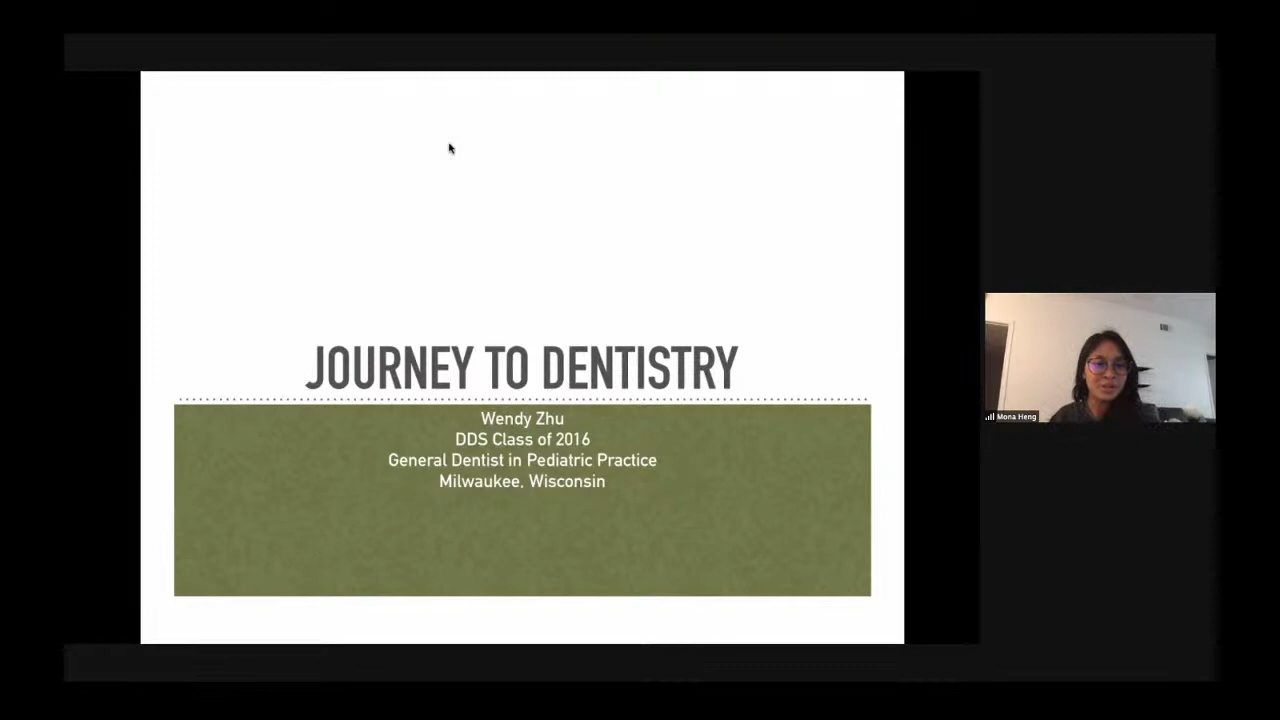 JOURNEY TO DENTISTRY
Wendy Zhu
DDS Class of 2016
General Dentist in Pediatric Practice
Milwaukee, Wisconsin
Mona Heng